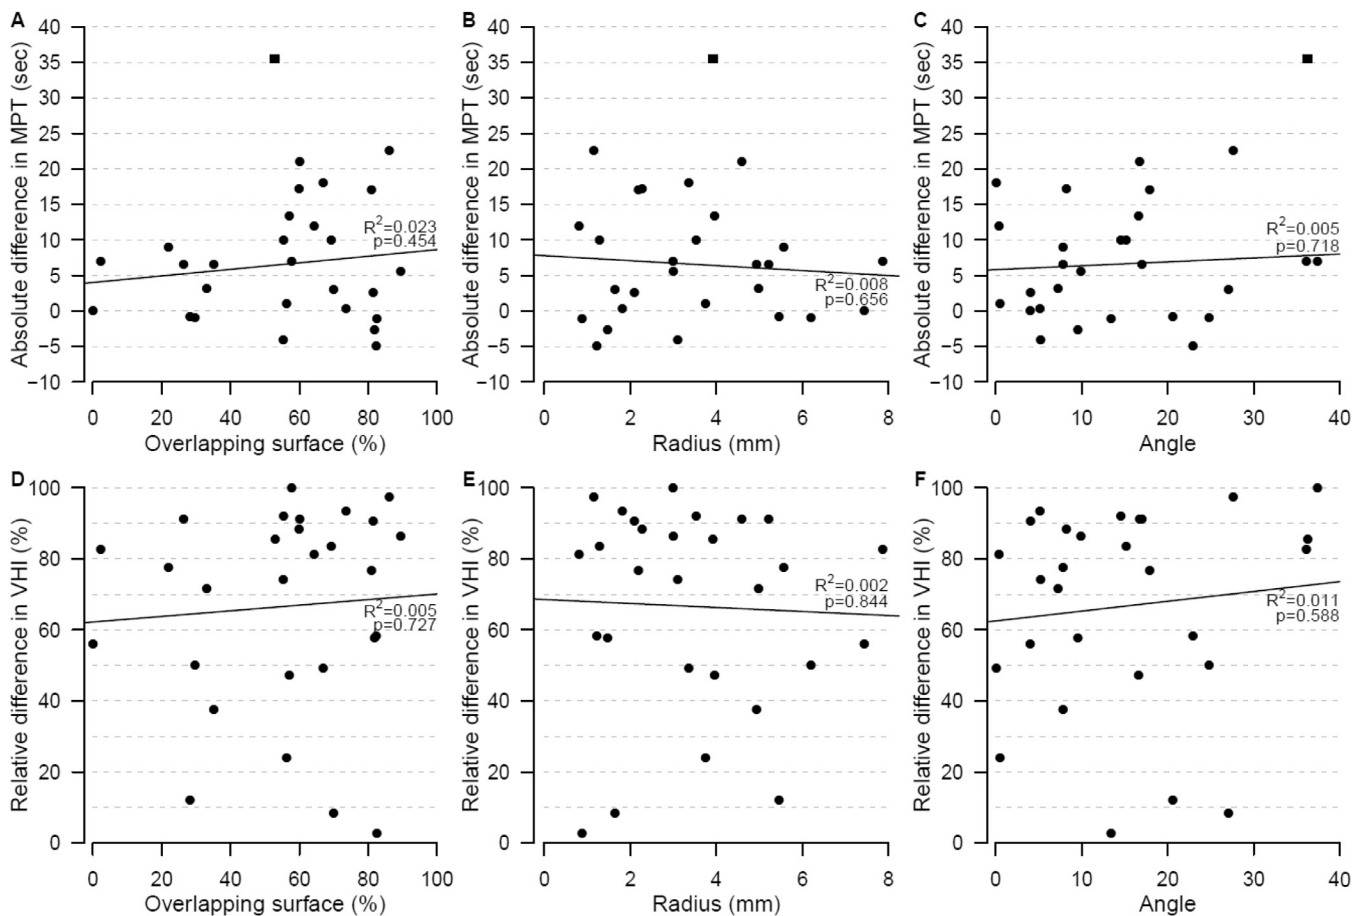 A
Absolute difference in MPT (sec)
40
35
30
25
20
15
10
5
0
−5
−10
R²=0.023
p=0.454
0 20 40 60 80 100
Overlapping surface (%)
B
Absolute difference in MPT (sec)
40
35
30
25
20
15
10
5
0
−5
−10
R²=0.008
p=0.656
0 2 4 6 8
Radius (mm)
C
Absolute difference in MPT (sec)
40
35
30
25
20
15
10
5
0
−5
−10
R²=0.005
p=0.718
0 10 20 30 40
Angle
D
Relative difference in VHI (%)
100
80
60
40
20
0
R²=0.005
p=0.727
0 20 40 60 80 100
Overlapping surface (%)
E
Relative difference in VHI (%)
100
80
60
40
20
0
R²=0.002
p=0.844
0 2 4 6 8
Radius (mm)
F
Relative difference in VHI (%)
100
80
60
40
20
0
R²=0.011
p=0.588
0 10 20 30 40
Angle